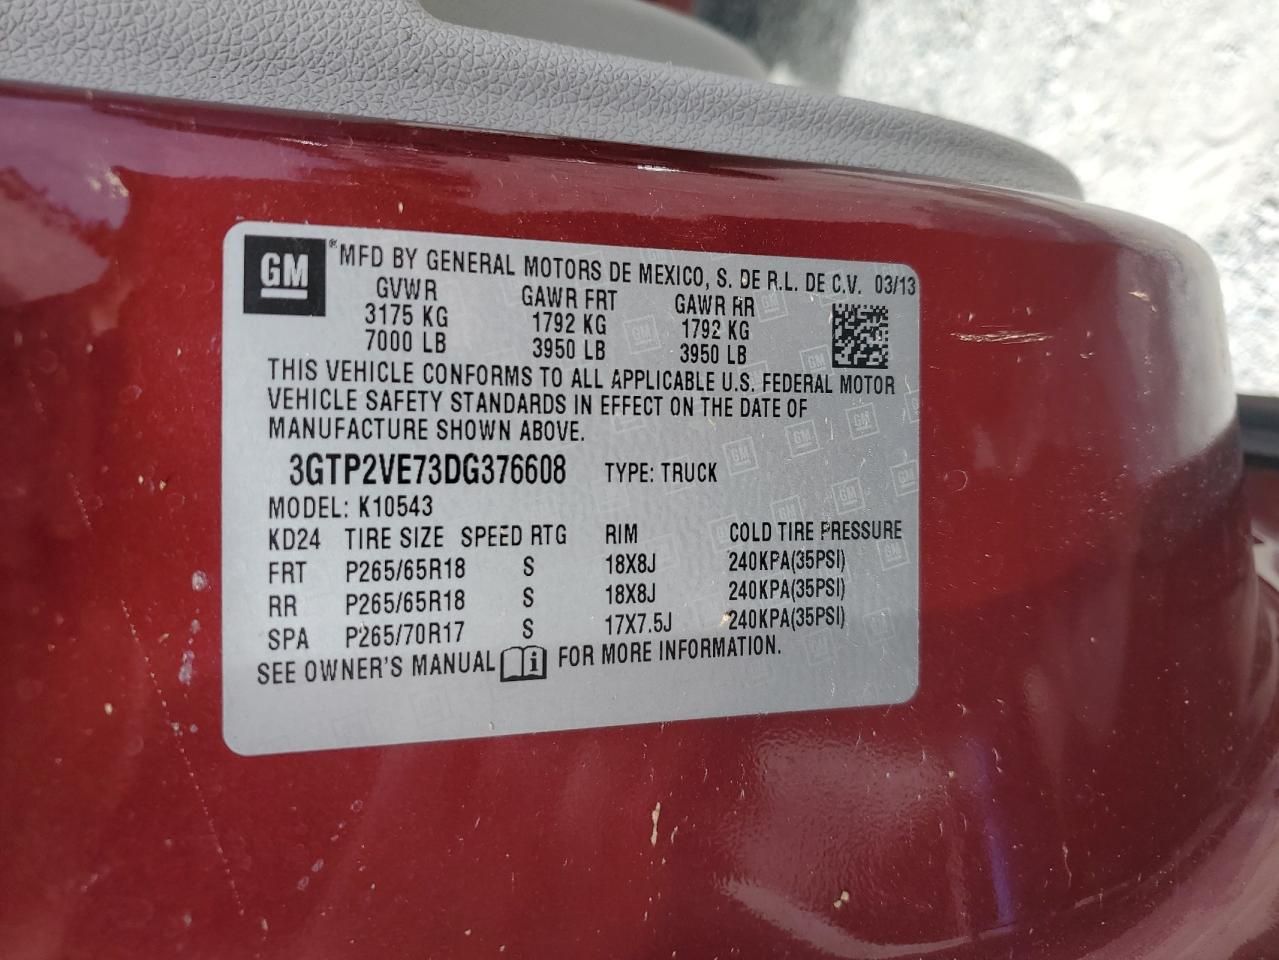 GM ® MFD BY GENERAL MOTORS DE MEXICO, S. DE R.L. DE C.V. 03/13
GVWR GAWR FRT GAWR RR
3175 KG 1792 KG 1792 KG
7000 LB 3950 LB 3950 LB
THIS VEHICLE CONFORMS TO ALL APPLICABLE U.S. FEDERAL MOTOR
VEHICLE SAFETY STANDARDS IN EFFECT ON THE DATE OF
MANUFACTURE SHOWN ABOVE.
3GTP2VE73DG376608 TYPE: TRUCK
MODEL: K10543
KD24 TIRE SIZE SPEED RTG RIM COLD TIRE PRESSURE
FRT P265/65R18 S 18X8J 240KPA(35PSI)
RR P265/65R18 S 18X8J 240KPA(35PSI)
SPA P265/70R17 S 17X7.5J 240KPA(35PSI)
SEE OWNER'S MANUAL i FOR MORE INFORMATION.